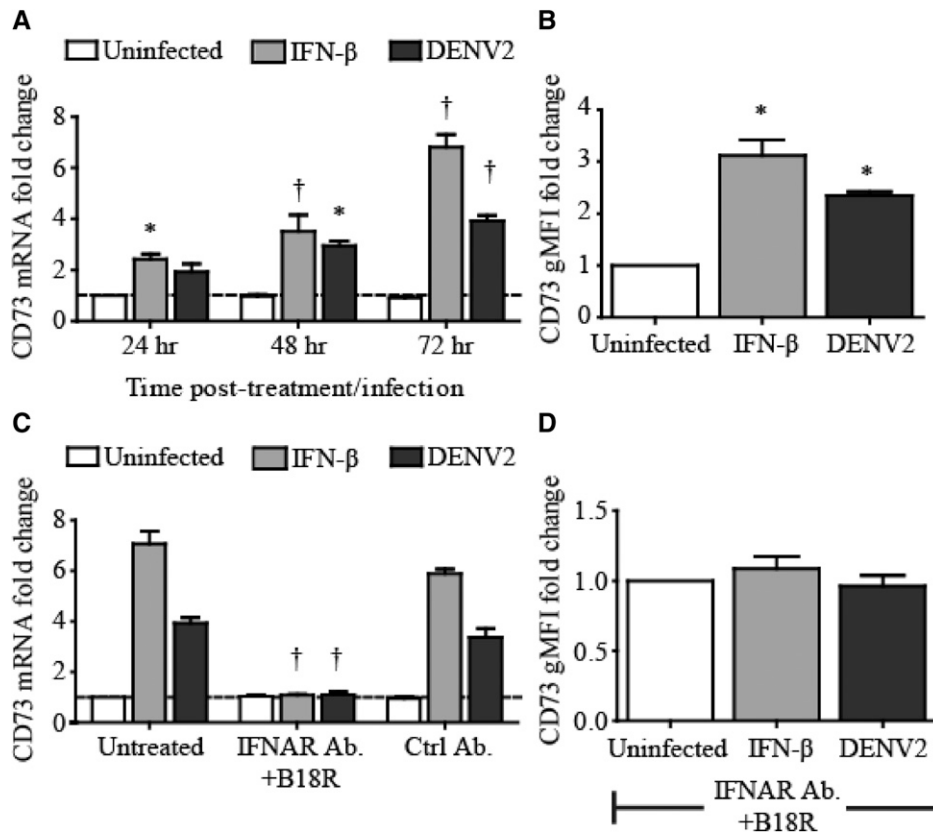 A
Uninfected IFN-β DENV2
CD73 mRNA fold change
8
6
4
2
0
* † * † †
24 hr 48 hr 72 hr
Time post-treatment/infection
B
CD73 gMFI fold change
4
3
2
1
0
* *
Uninfected IFN-β DENV2
C
Uninfected IFN-β DENV2
CD73 mRNA fold change
8
6
4
2
0
† †
Untreated IFNAR Ab. Ctrl Ab.
+B18R
D
CD73 gMFI fold change
1.5
1.0
0.5
0.0
Uninfected IFN-β DENV2
IFNAR Ab.
+B18R